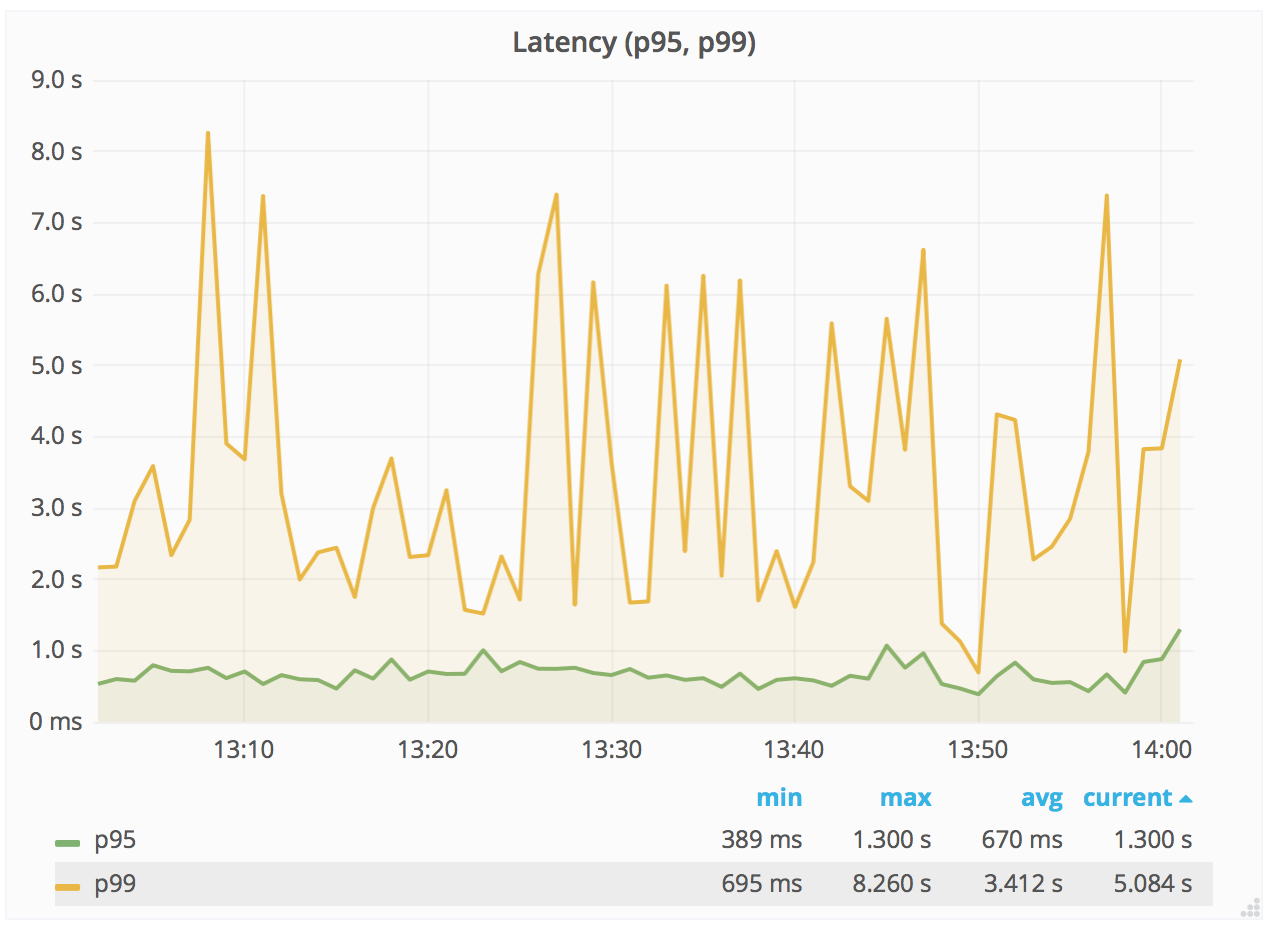 Latency (p95, p99)
9.0 s
8.0 s
7.0 s
6.0 s
5.0 s
4.0 s
3.0 s
2.0 s
1.0 s
0 ms
13:10 13:20 13:30 13:40 13:50 14:00
min max avg current
p95 389 ms 1.300 s 670 ms 1.300 s
p99 695 ms 8.260 s 3.412 s 5.084 s